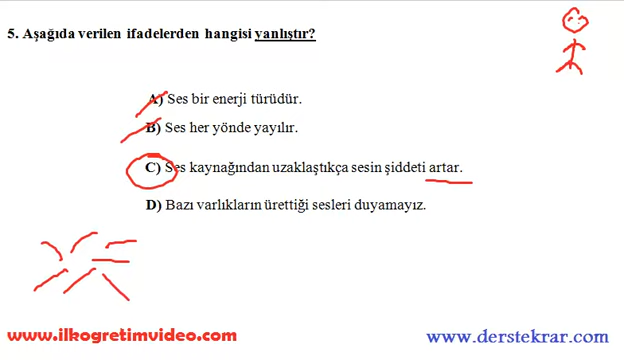 5. Aşağıda verilen ifadelerden hangisi yanlıştır?
A) Ses bir enerji türüdür.
B) Ses her yönde yayılır.
C) Ses kaynağından uzaklaştıkça sesin şiddeti artar.
D) Bazı varlıkların ürettiği sesleri duyamayız.
www.ilkogretimvideo.com
www.derstekrar.com